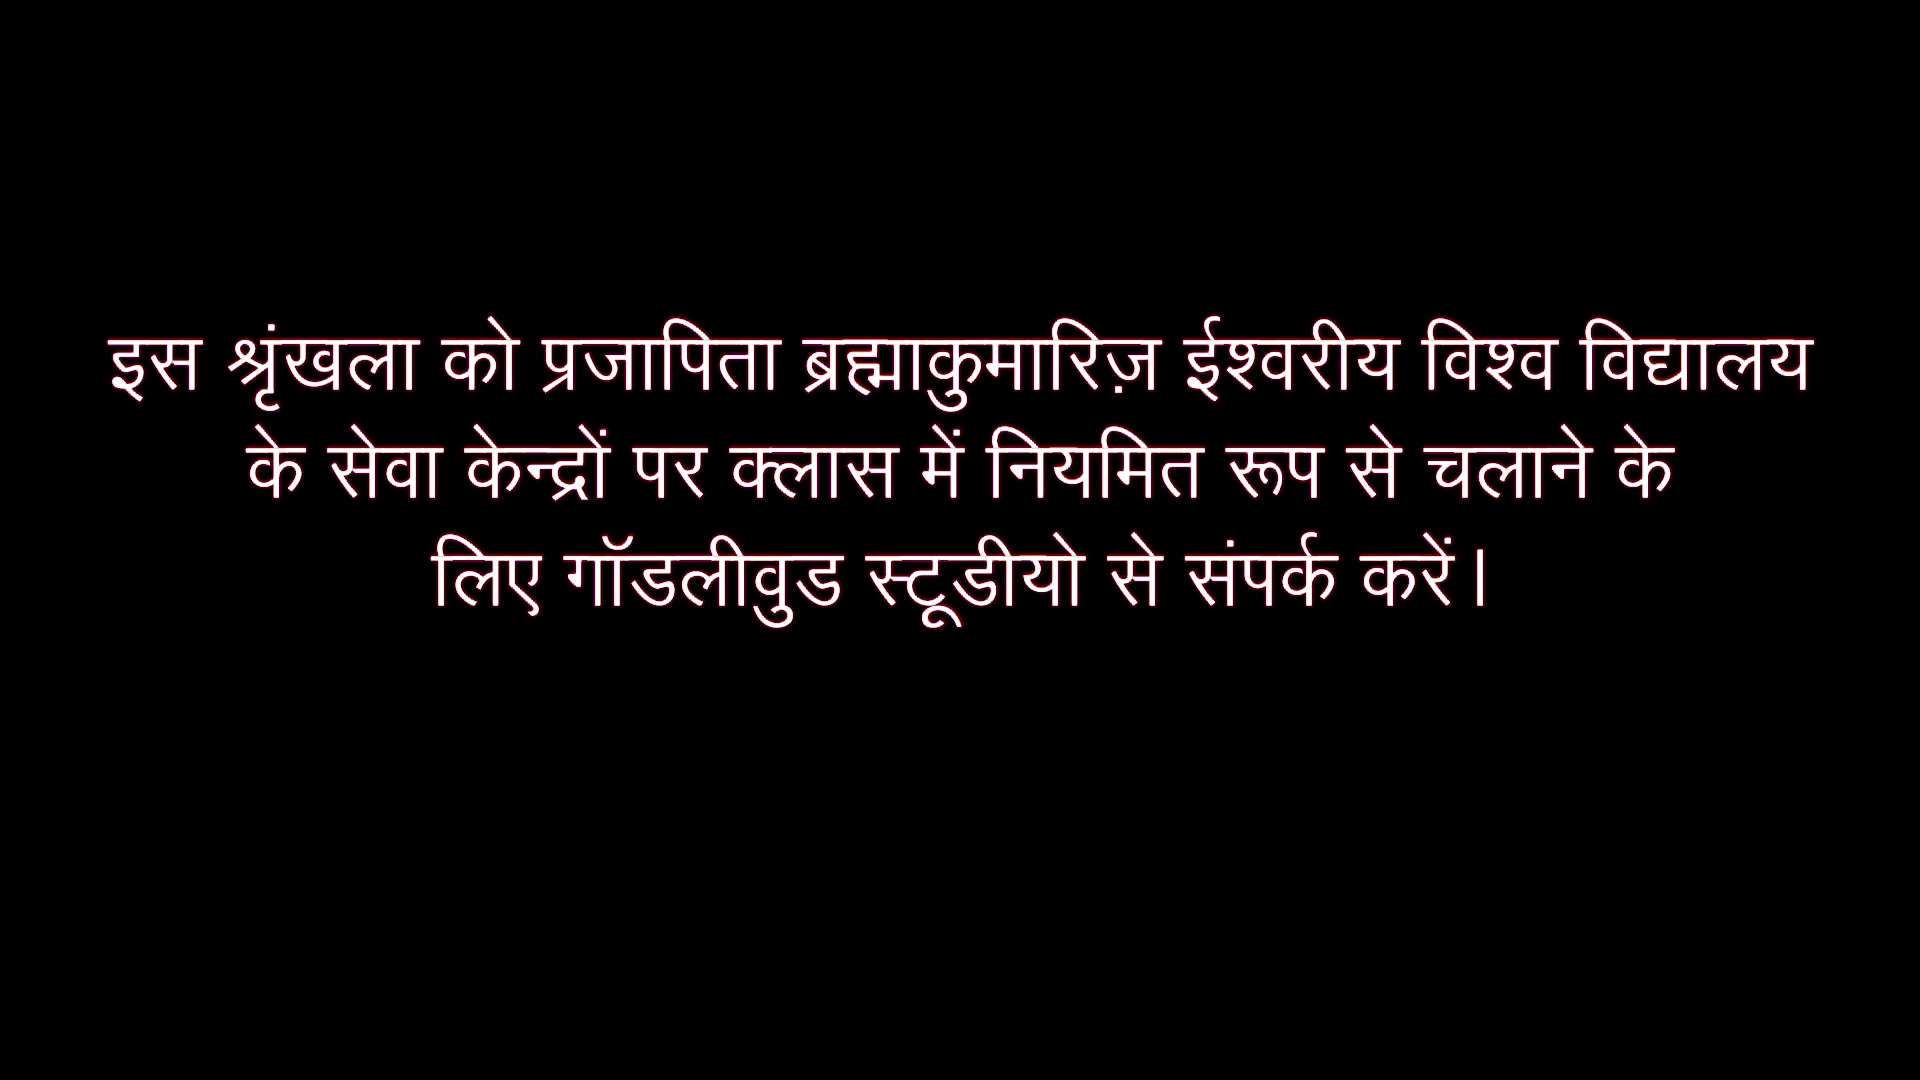 इस श्रृंखला को प्रजापिता ब्रह्माकुमारिज़ ईश्वरीय विश्व विद्यालय
के सेवा केन्द्रों पर क्लास में नियमित रूप से चलाने के
लिए गॉडलीवुड स्टूडीयो से संपर्क करें।